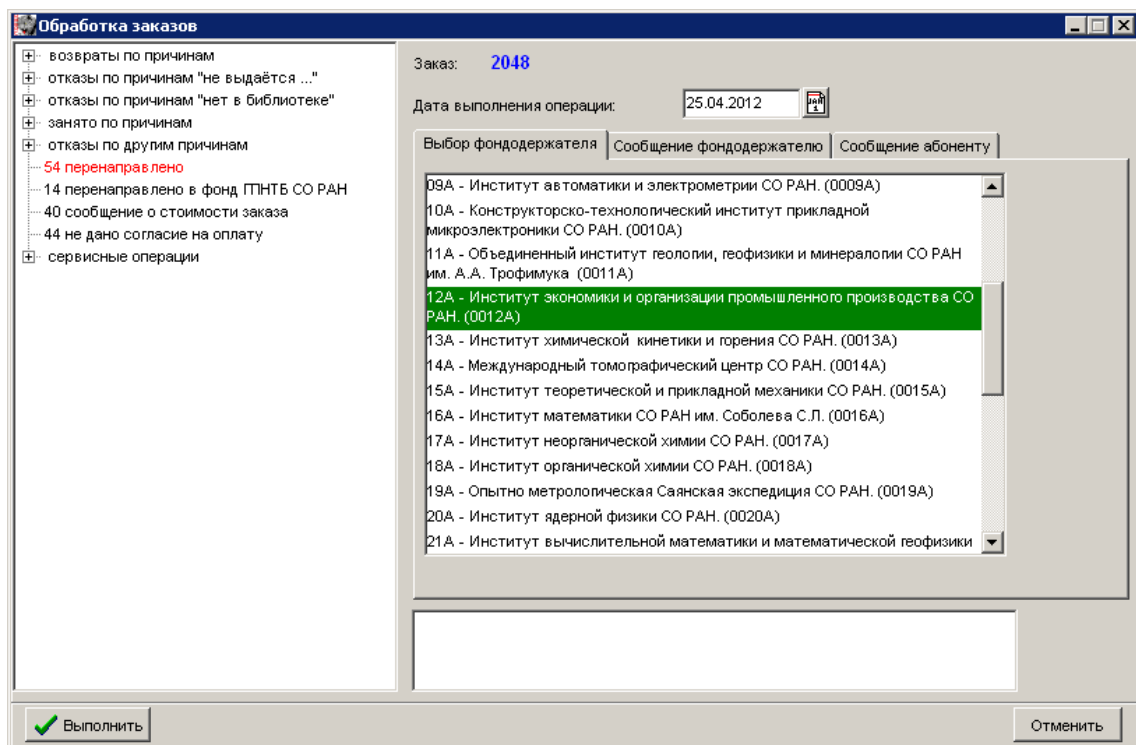 Обработка заказов
возвраты по причинам
отказы по причинам "не выдаётся ..."
отказы по причинам "нет в библиотеке"
занято по причинам
отказы по другим причинам
54 перенаправлено
14 перенаправлено в фонд ГПНТБ СО РАН
40 сообщение о стоимости заказа
44 не дано согласие на оплату
сервисные операции
Заказ: 2048
Дата выполнения операции: 25.04.2012
Выбор фондодержателя Сообщение фондодержателю Сообщение абоненту
09А - Институт автоматики и электрометрии СО РАН. (0009А)
10А - Конструкторско-технологический институт прикладной
микроэлектроники СО РАН. (0010А)
11А - Объединенный институт геологии, геофизики и минералогии СО РАН
им. А.А. Трофимука (0011А)
12А - Институт экономики и организации промышленного производства СО
РАН. (0012А)
13А - Институт химической кинетики и горения СО РАН. (0013А)
14А - Международный томографический центр СО РАН. (0014А)
15А - Институт теоретической и прикладной механики СО РАН. (0015А)
16А - Институт математики СО РАН им. Соболева С.Л. (0016А)
17А - Институт неорганической химии СО РАН. (0017А)
18А - Институт органической химии СО РАН. (0018А)
19А - Опытно метрологическая Саянская экспедиция СО РАН. (0019А)
20А - Институт ядерной физики СО РАН. (0020А)
21А - Институт вычислительной математики и математической геофизики
Выполнить
Отменить